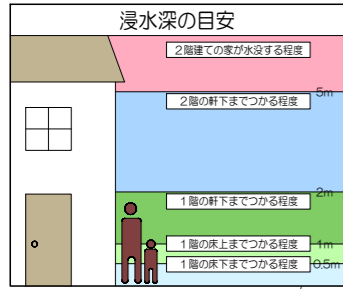 浸水深の目安
2階建ての家が水没する程度
5m
2階の軒下までつかる程度
2m
1階の軒下までつかる程度
1階の床上までつかる程度
1m
1階の床下までつかる程度
0.5m